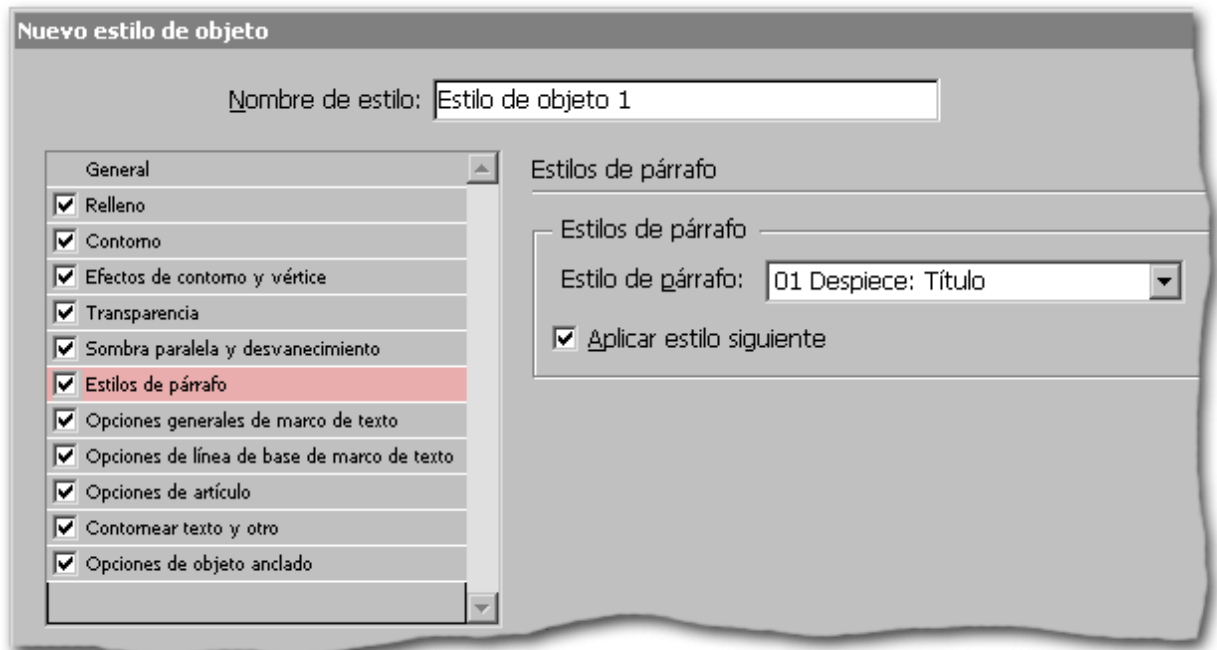 Nuevo estilo de objeto
Nombre de estilo: Estilo de objeto 1
General
Relleno
Contorno
Efectos de contorno y vértice
Transparencia
Sombra paralela y desvanecimiento
Estilos de párrafo
Opciones generales de marco de texto
Opciones de línea de base de marco de texto
Opciones de artículo
Contornear texto y otro
Opciones de objeto anclado
Estilos de párrafo
Estilos de párrafo
Estilo de párrafo: 01 Despiece: Título
Aplicar estilo siguiente